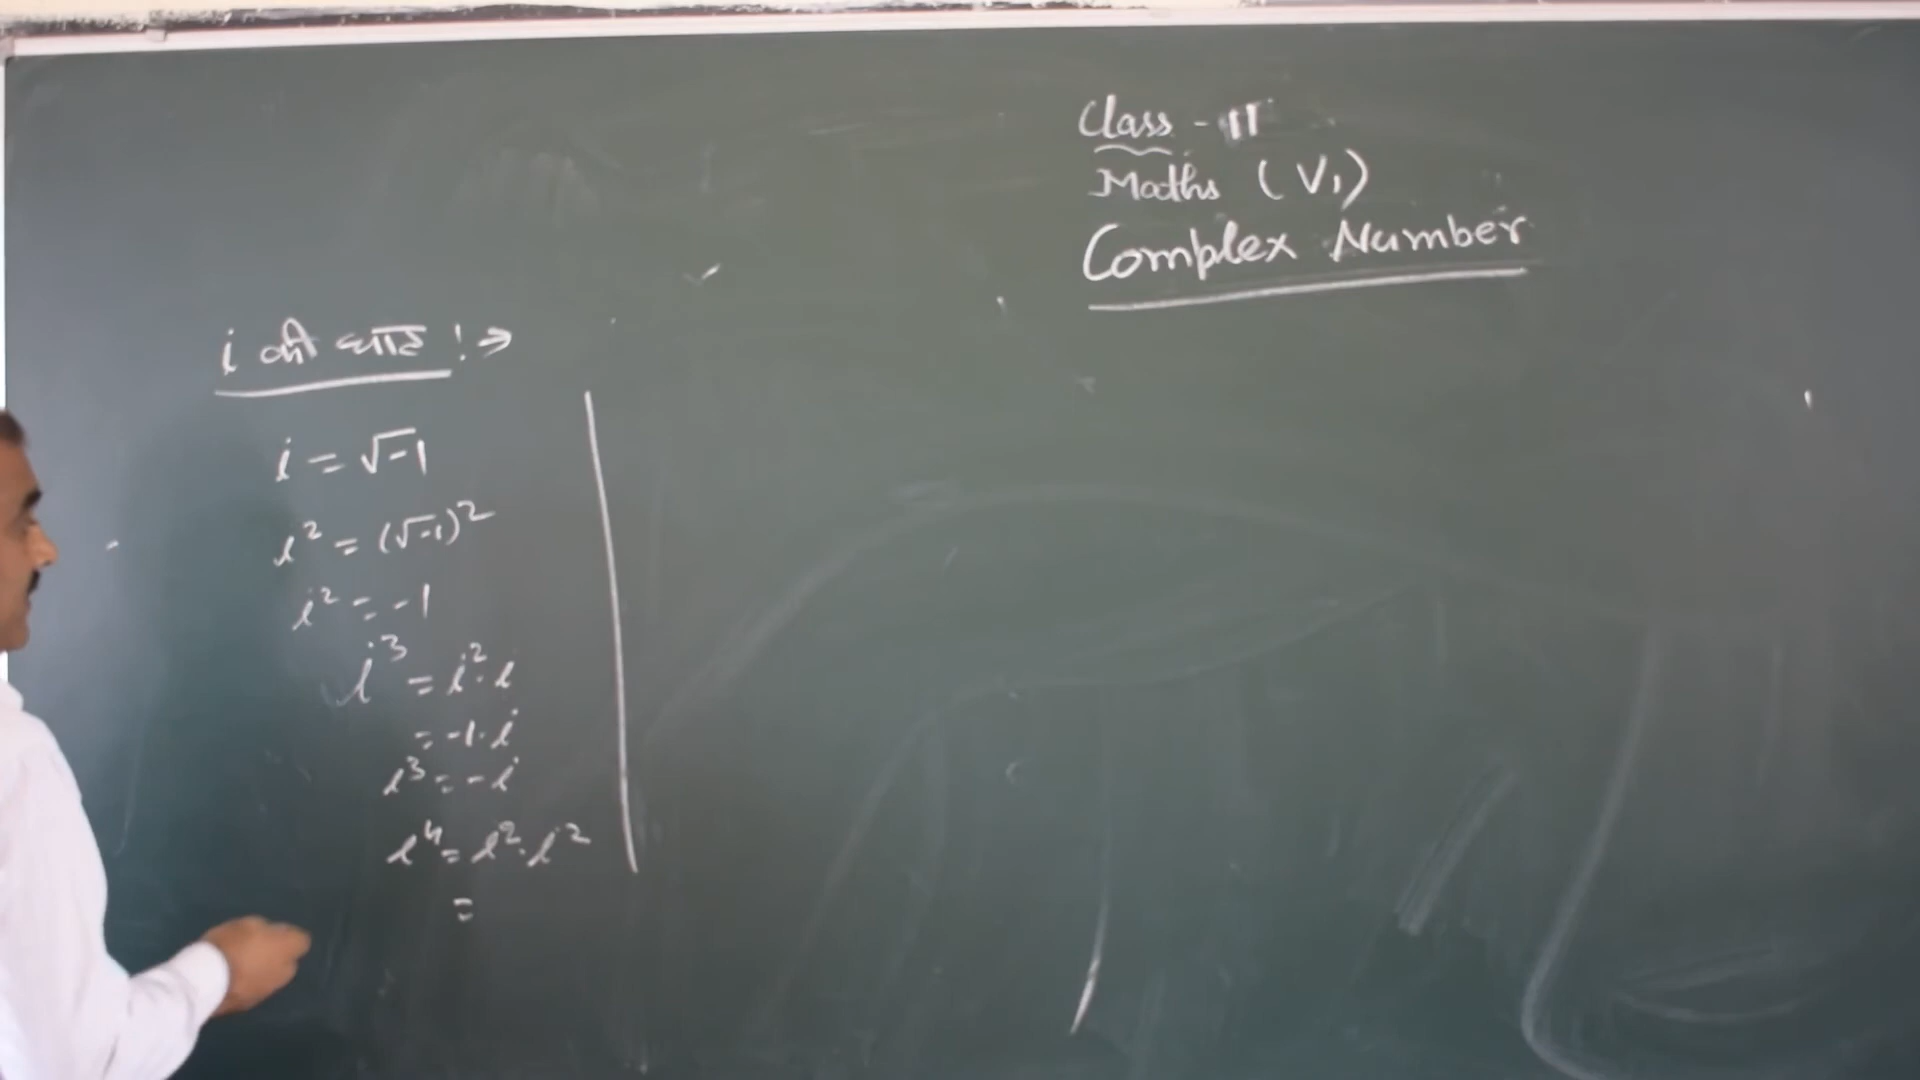 Class - 11
Maths (V1)
Complex Number
i की घात :→
i = √-1
i² = (√-1)²
i² = -1
i³ = i²·i
= -1·i
i³ = -i
i⁴ = i²·i²
=